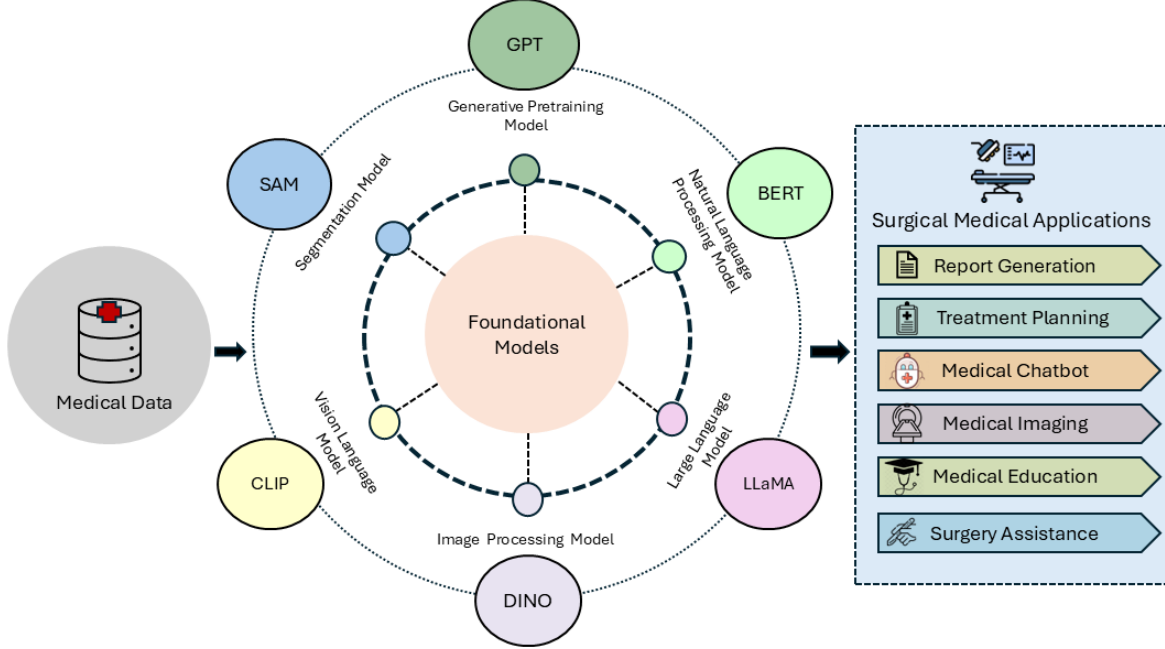 GPT
Generative Pretraining
Model
SAM
Segmentation Model
BERT
Natural Language
Processing Model
Foundational
Models
Medical Data
Vision Language
Model
CLIP
Large Language
Model
LLaMA
Image Processing Model
DINO
Surgical Medical Applications
Report Generation
Treatment Planning
Medical Chatbot
Medical Imaging
Medical Education
Surgery Assistance